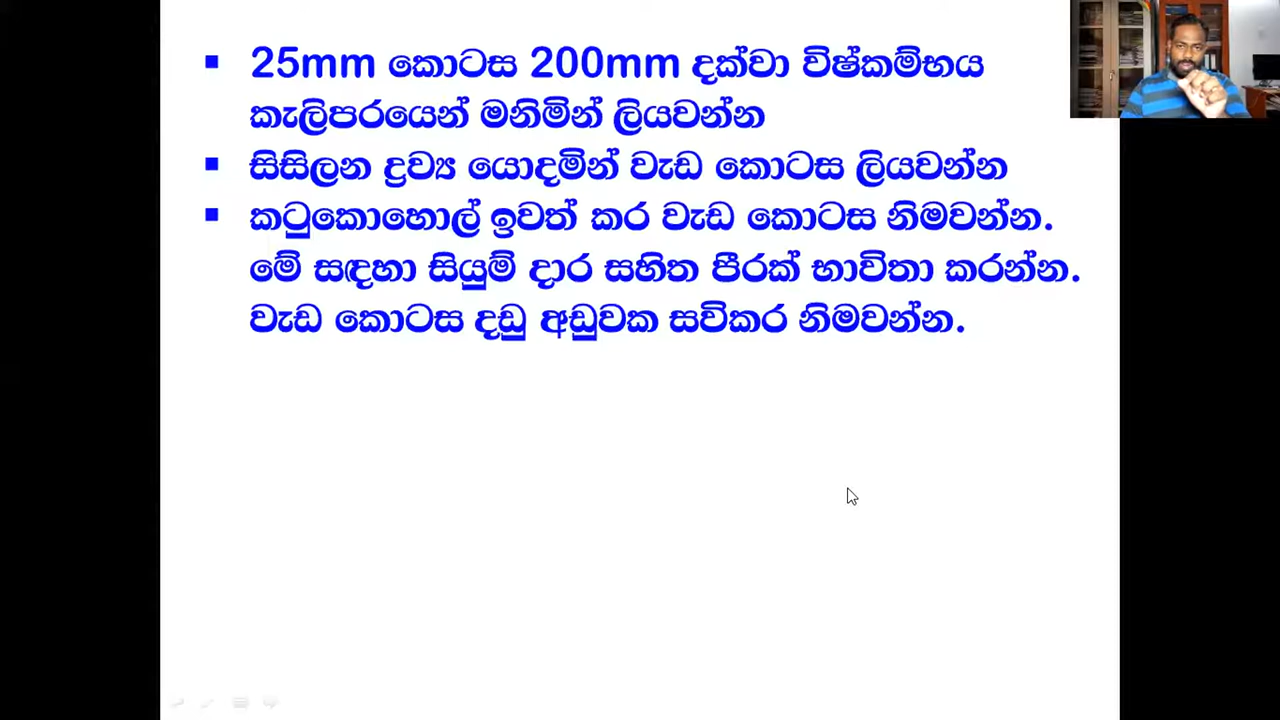 ▪ 25mm කොටස 200mm දක්වා විෂ්කම්භය
කැලිපරයෙන් මනිමින් ලියවන්න
▪ සිසිලන ද්‍රව්‍ය යොදමින් වැඩ කොටස ලියවන්න
▪ කටුකොහොල් ඉවත් කර වැඩ කොටස නිමවන්න.
මේ සඳහා සියුම් දාර සහිත පීරක් භාවිතා කරන්න.
වැඩ කොටස දඩු අඩුවක සවිකර නිමවන්න.